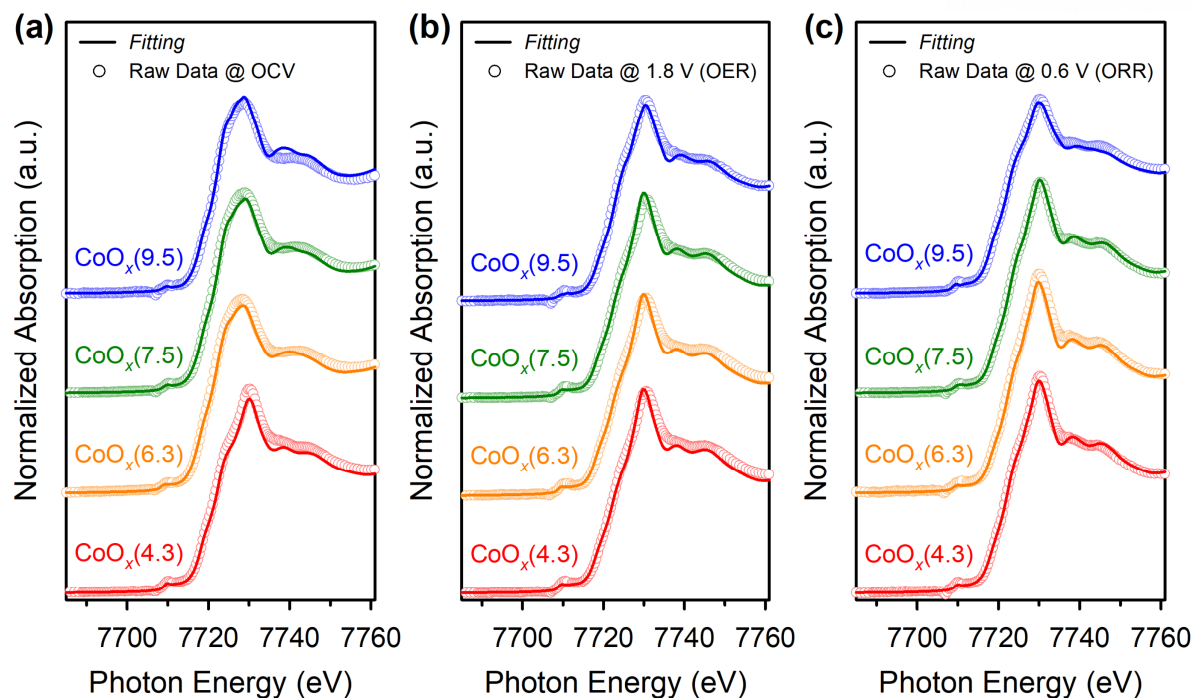 (a)
Fitting
Raw Data @ OCV
CoOx(9.5)
CoOx(7.5)
CoOx(6.3)
CoOx(4.3)
Normalized Absorption (a.u.)
7700 7720 7740 7760
Photon Energy (eV)
(b)
Fitting
Raw Data @ 1.8 V (OER)
CoOx(9.5)
CoOx(7.5)
CoOx(6.3)
CoOx(4.3)
Normalized Absorption (a.u.)
7700 7720 7740 7760
Photon Energy (eV)
(c)
Fitting
Raw Data @ 0.6 V (ORR)
CoOx(9.5)
CoOx(7.5)
CoOx(6.3)
CoOx(4.3)
Normalized Absorption (a.u.)
7700 7720 7740 7760
Photon Energy (eV)